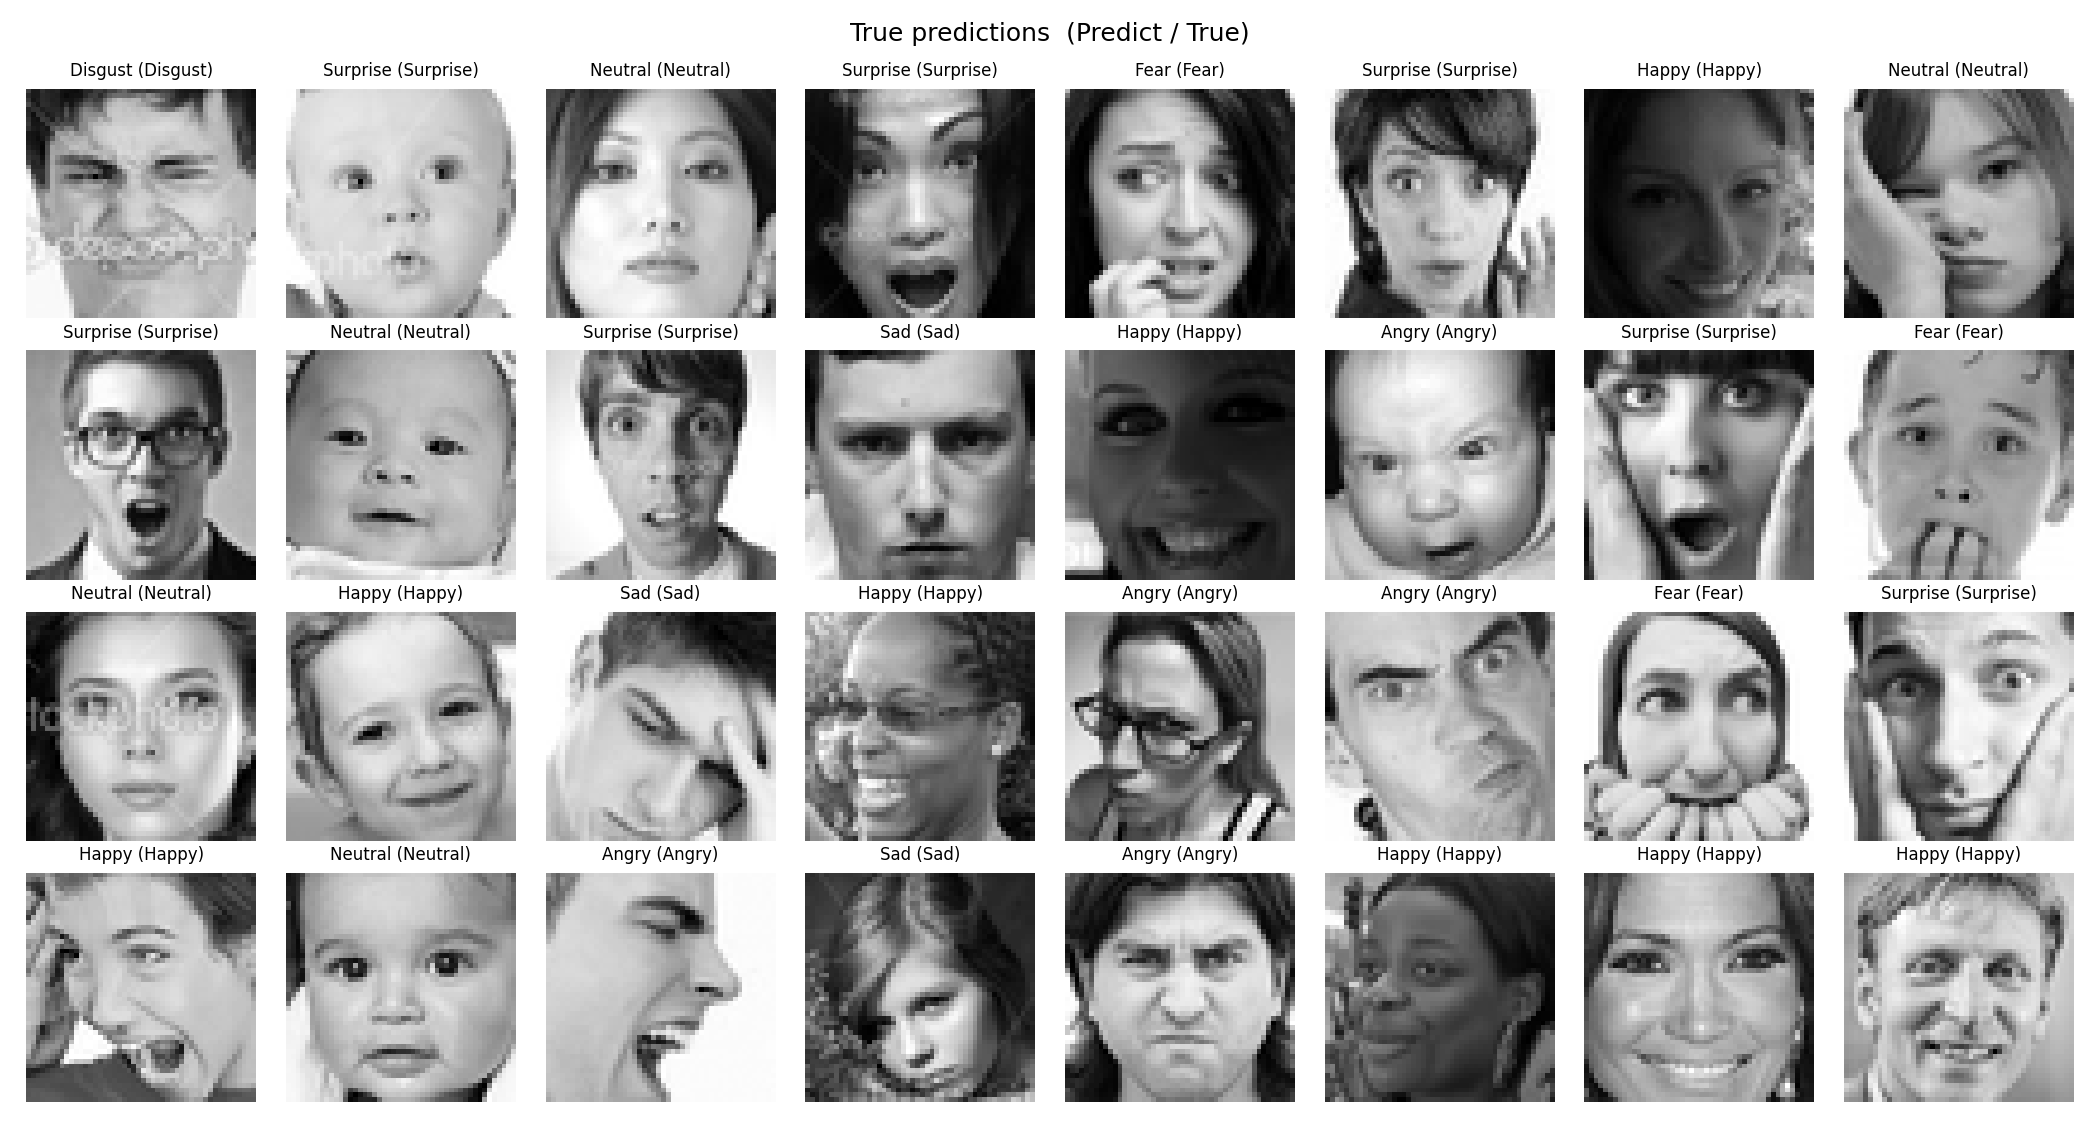 True predictions  (Predict / True)
Disgust (Disgust) Surprise (Surprise) Neutral (Neutral) Surprise (Surprise) Fear (Fear) Surprise (Surprise) Happy (Happy) Neutral (Neutral)
Surprise (Surprise) Neutral (Neutral) Surprise (Surprise) Sad (Sad) Happy (Happy) Angry (Angry) Surprise (Surprise) Fear (Fear)
Neutral (Neutral) Happy (Happy) Sad (Sad) Happy (Happy) Angry (Angry) Angry (Angry) Fear (Fear) Surprise (Surprise)
Happy (Happy) Neutral (Neutral) Angry (Angry) Sad (Sad) Angry (Angry) Happy (Happy) Happy (Happy) Happy (Happy)